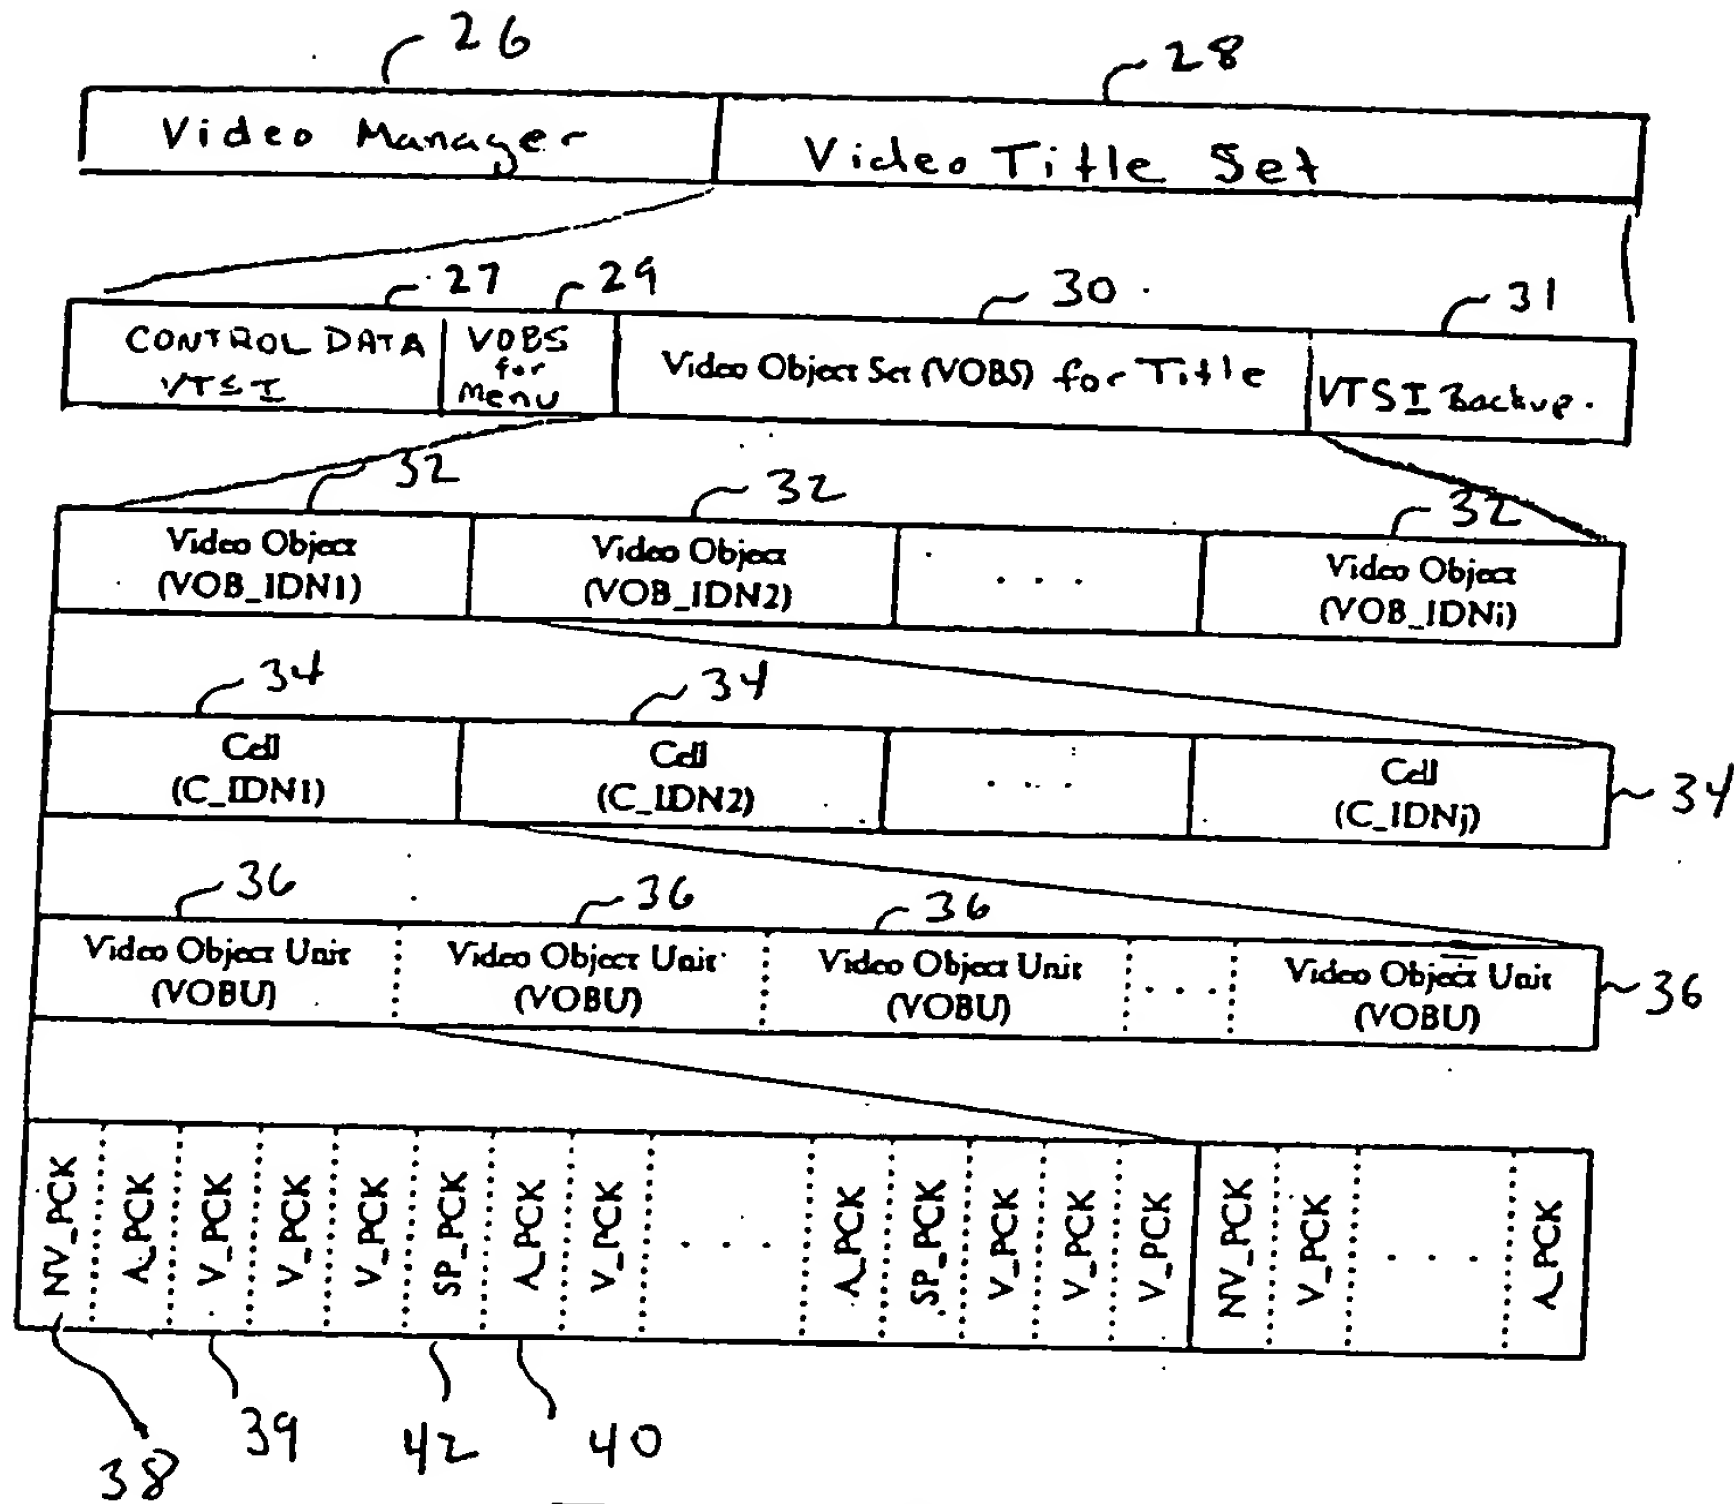 26
28
Video Manager
Video Title Set
27
29
30
31
CONTROL DATA
VTSI
VOBS
for
Menu
Video Object Set (VOBS) for Title
VTSI Backup.
32
32
32
Video Object
(VOB_IDN1)
Video Object
(VOB_IDN2)
. . .
Video Object
(VOB_IDNi)
34
34
Cell
(C_IDN1)
Cell
(C_IDN2)
. . .
Cell
(C_IDNj)
34
36
36
36
Video Object Unit
(VOBU)
Video Object Unit
(VOBU)
Video Object Unit
(VOBU)
. . .
Video Object Unit
(VOBU)
36
NV_PCK
A_PCK
V_PCK
V_PCK
V_PCK
SP_PCK
A_PCK
V_PCK
. . . .
A_PCK
SP_PCK
V_PCK
V_PCK
V_PCK
NV_PCK
V_PCK
. . .
A_PCK
38
39
42
40